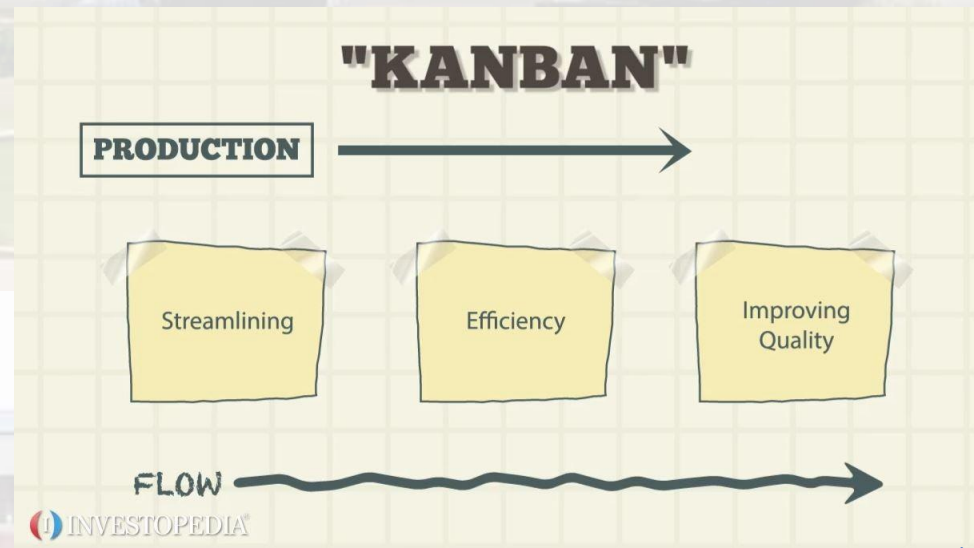 "KANBAN"
PRODUCTION
Streamlining
Efficiency
Improving
Quality
FLOW
INVESTOPEDIA